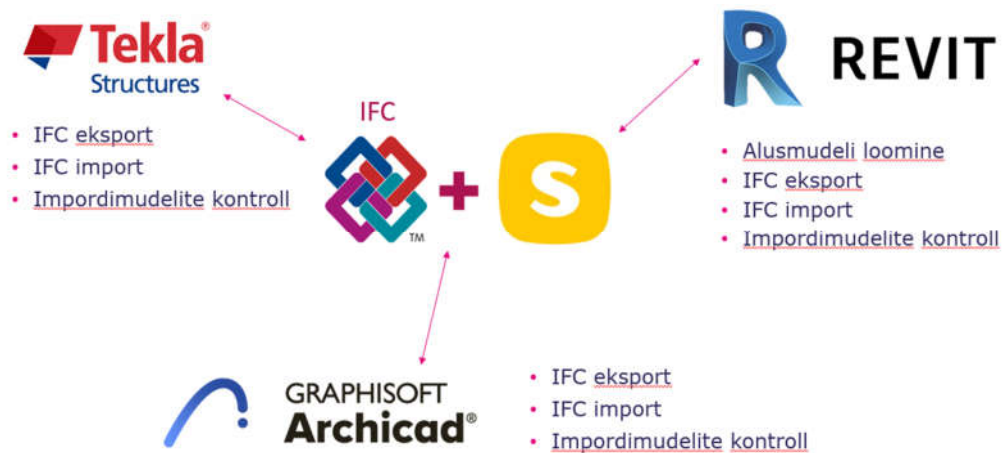 Tekla®
Structures
IFC eksport
IFC import
Impordimudelite kontroll
IFC
TM
S
REVIT
Alusmudeli loomine
IFC eksport
IFC import
Impordimudelite kontroll
GRAPHISOFT
Archicad®
IFC eksport
IFC import
Impordimudelite kontroll